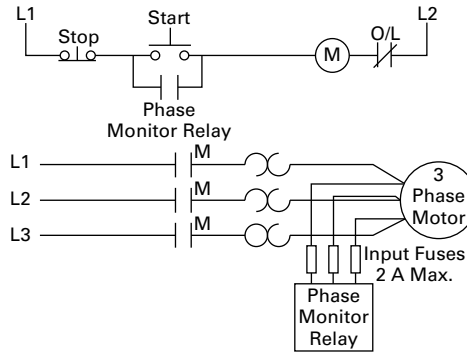 L1
L2
Stop
Start
M
O/L
Phase
Monitor Relay
L1
M
L2
M
L3
M
3
Phase
Motor
Input Fuses
2 A Max.
Phase
Monitor
Relay